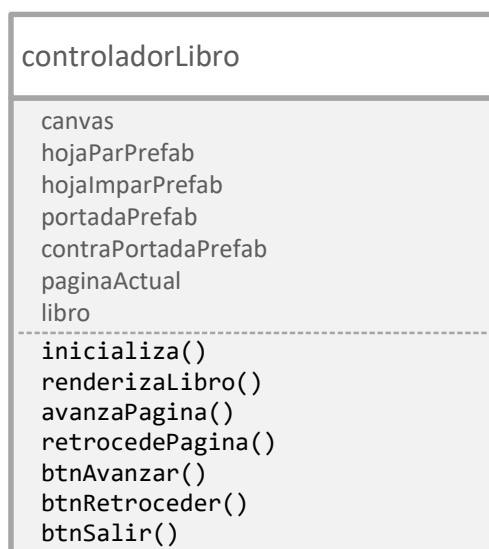 controladorLibro
canvas
hojaParPrefab
hojaImparPrefab
portadaPrefab
contraPortadaPrefab
paginaActual
libro
inicializa()
renderizaLibro()
avanzaPagina()
retrocedePagina()
btnAvanzar()
btnRetroceder()
btnSalir()